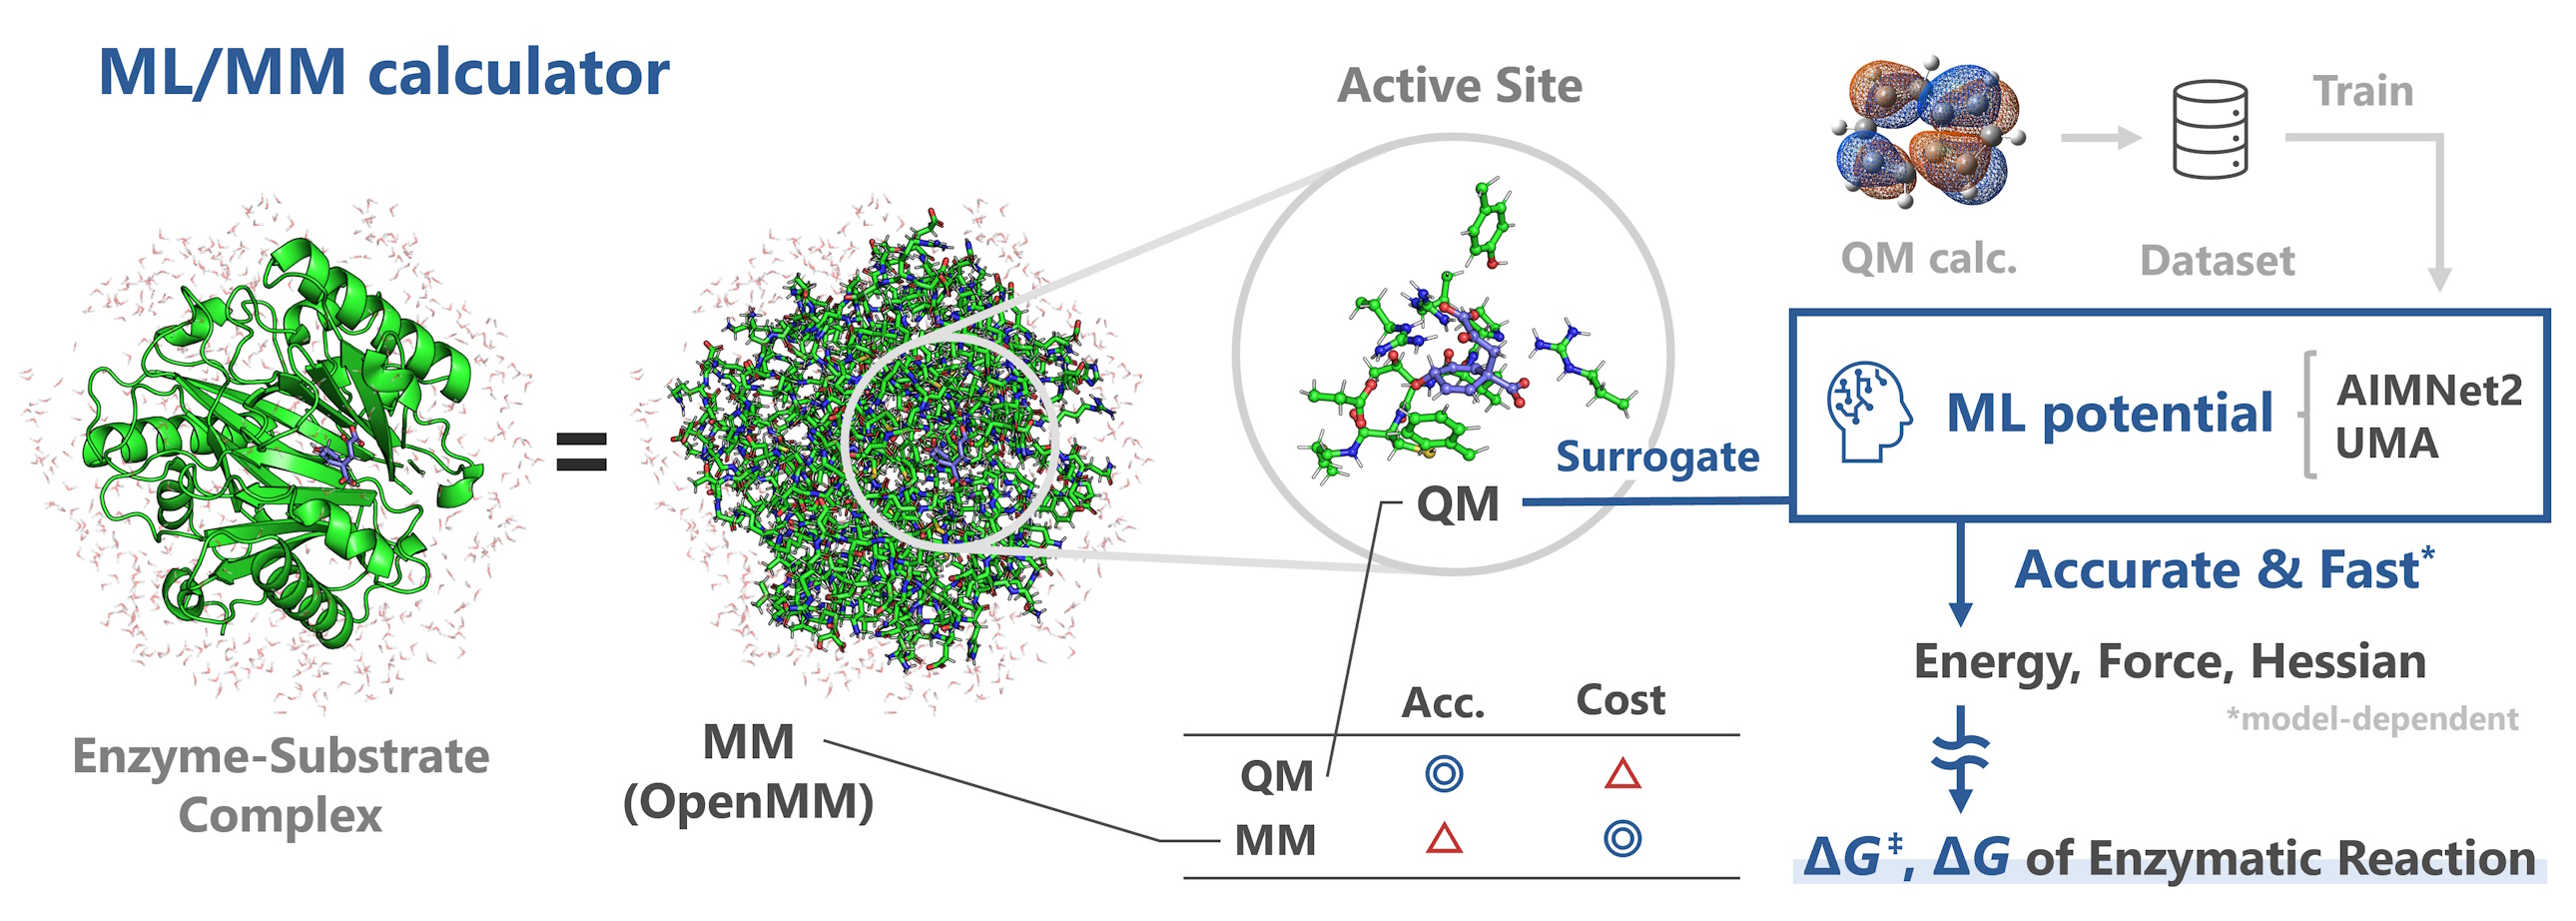 ML/MM calculator
Enzyme-Substrate
Complex
=
MM
(OpenMM)
Active Site
QM
Surrogate
Acc. Cost
QM ◎ △
MM △ ◎
QM calc.
Dataset
Train
ML potential
AIMNet2
UMA
Accurate & Fast*
Energy, Force, Hessian
*model-dependent
ΔG‡, ΔG of Enzymatic Reaction